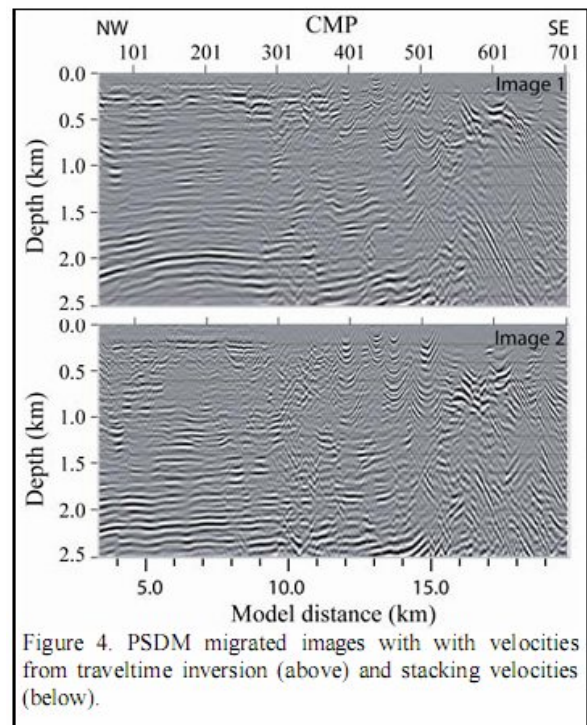 NW CMP SE
101 201 301 401 501 601 701
Image 1
0.0
0.5
1.0
1.5
2.0
2.5
Depth (km)
Image 2
0.0
0.5
1.0
1.5
2.0
2.5
Depth (km)
5.0 10.0 15.0
Model distance (km)
Figure 4. PSDM migrated images with with velocities
from traveltime inversion (above) and stacking velocities
(below).